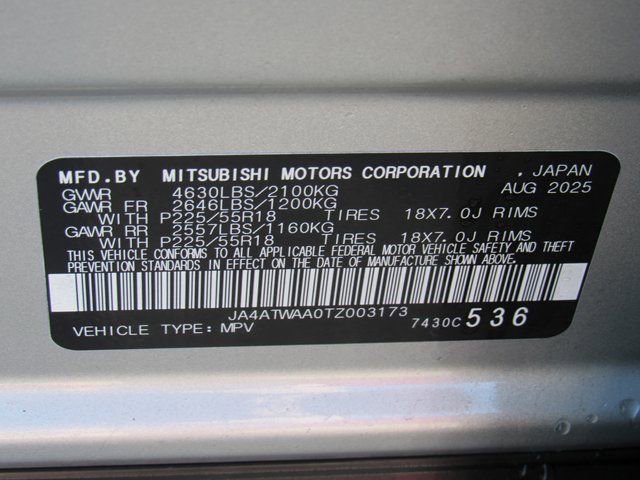 MFD.BY MITSUBISHI MOTORS CORPORATION . JAPAN
GVWR 4630LBS/2100KG AUG 2025
GAWR FR 2646LBS/1200KG
WITH P225/55R18 TIRES 18X7.0J RIMS
GAWR RR 2557LBS/1160KG
WITH P225/55R18 TIRES 18X7.0J RIMS
THIS VEHICLE CONFORMS TO ALL APPLICABLE FEDERAL MOTOR VEHICLE SAFETY AND THEFT
PREVENTION STANDARDS IN EFFECT ON THE DATE OF MANUFACTURE SHOWN ABOVE.
JA4ATWAA0TZ003173
VEHICLE TYPE: MPV 7430C 536